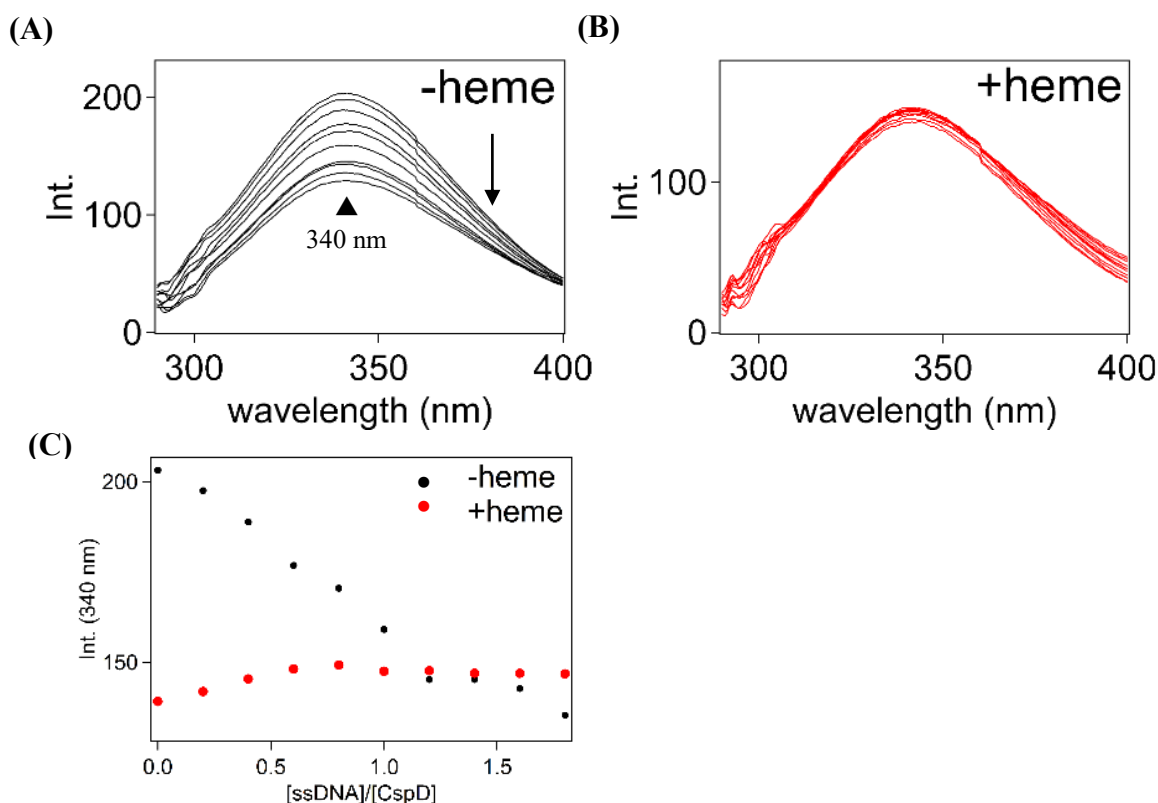 (A)
-heme
200
100
0
Int.
340 nm
300
350
400
wavelength (nm)
(B)
+heme
100
0
Int.
300
350
400
wavelength (nm)
(C)
-heme
+heme
200
150
Int. (340 nm)
0.0
0.5
1.0
1.5
[ssDNA]/[CspD]